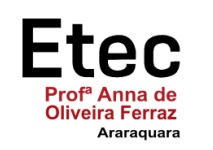 Etec
Profª Anna de
Oliveira Ferraz
Araraquara